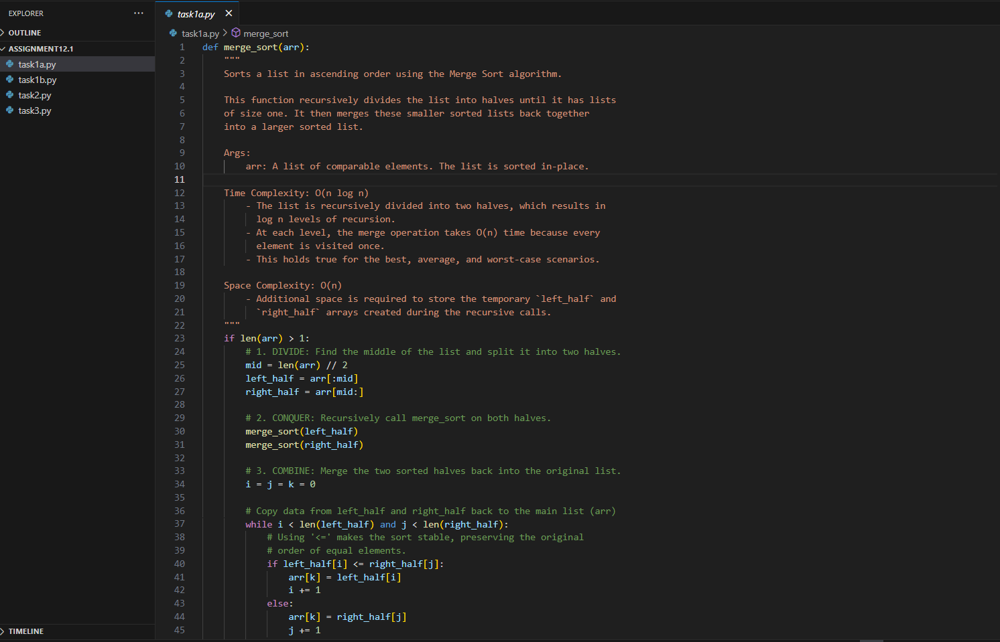 EXPLORER
···
OUTLINE
ASSIGNMENT12.1
task1a.py
task1b.py
task2.py
task3.py
TIMELINE
task1a.py
task1a.py > merge_sort
1 def merge_sort(arr):
2 """
3 Sorts a list in ascending order using the Merge Sort algorithm.
4
5 This function recursively divides the list into halves until it has lists
6 of size one. It then merges these smaller sorted lists back together
7 into a larger sorted list.
8
9 Args:
10 arr: A list of comparable elements. The list is sorted in-place.
11
12 Time Complexity: O(n log n)
13 - The list is recursively divided into two halves, which results in
14 log n levels of recursion.
15 - At each level, the merge operation takes O(n) time because every
16 element is visited once.
17 - This holds true for the best, average, and worst-case scenarios.
18
19 Space Complexity: O(n)
20 - Additional space is required to store the temporary `left_half` and
21 `right_half` arrays created during the recursive calls.
22 """
23 if len(arr) > 1:
24 # 1. DIVIDE: Find the middle of the list and split it into two halves.
25 mid = len(arr) // 2
26 left_half = arr[:mid]
27 right_half = arr[mid:]
28
29 # 2. CONQUER: Recursively call merge_sort on both halves.
30 merge_sort(left_half)
31 merge_sort(right_half)
32
33 # 3. COMBINE: Merge the two sorted halves back into the original list.
34 i = j = k = 0
35
36 # Copy data from left_half and right_half back to the main list (arr)
37 while i < len(left_half) and j < len(right_half):
38 # Using '<=' makes the sort stable, preserving the original
39 # order of equal elements.
40 if left_half[i] <= right_half[j]:
41 arr[k] = left_half[i]
42 i += 1
43 else:
44 arr[k] = right_half[j]
45 j += 1